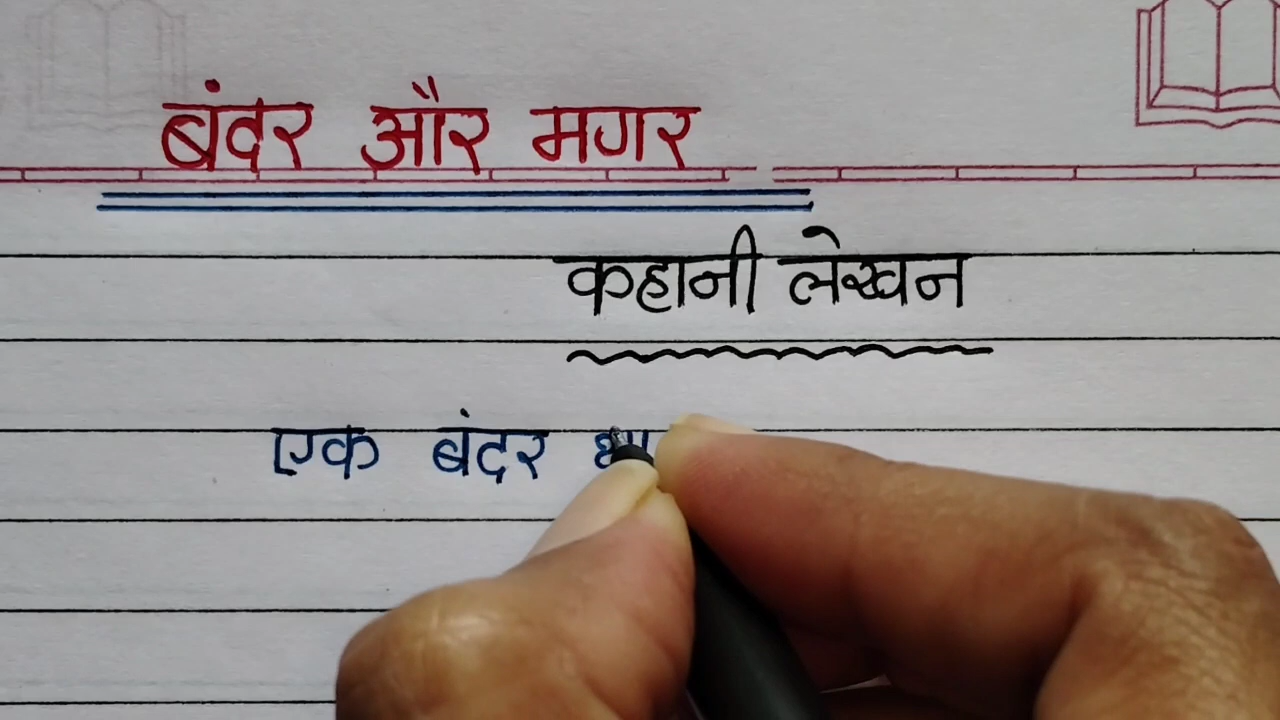 बंदर और मगर
कहानी लेखन
एक बंदर था